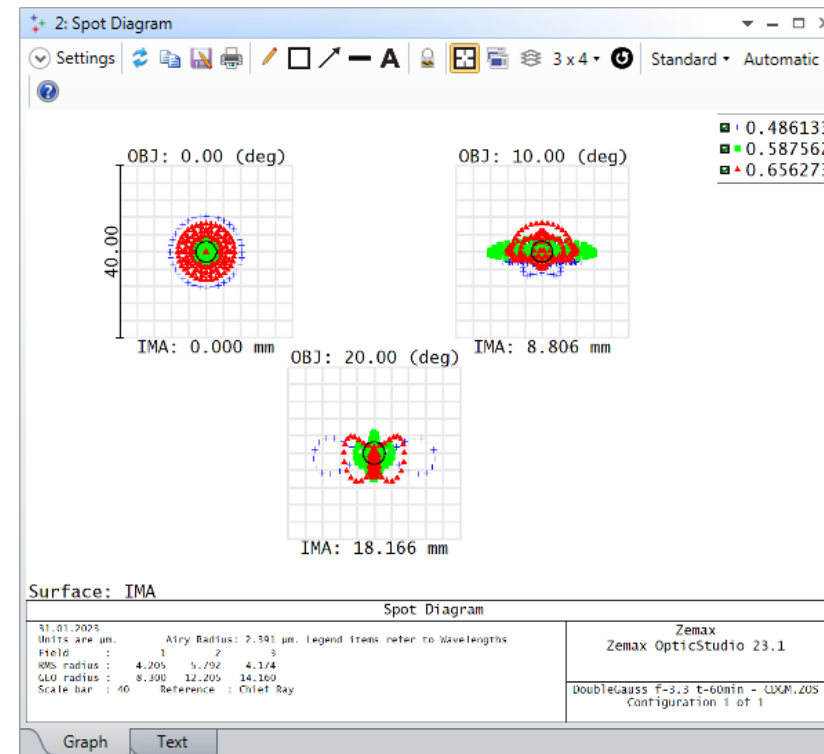 2: Spot Diagram
Settings A 3 x 4 Standard Automatic
0.486133
0.587562
0.656273
OBJ: 0.00 (deg)
OBJ: 10.00 (deg)
40.00
IMA: 0.000 mm
IMA: 8.806 mm
OBJ: 20.00 (deg)
IMA: 18.166 mm
Surface: IMA
Spot Diagram
31.01.2023
Units are µm. Airy Radius: 2.391 µm. Legend items refer to Wavelengths
Field : 1 2 3
RMS radius : 4.205 5.792 4.174
GEO radius : 8.300 12.205 14.160
Scale bar : 40 Reference : Chief Ray
Zemax
Zemax OpticStudio 23.1
DoubleGauss f-3.3 t-60min - CDGM.ZOS
Configuration 1 of 1
Graph Text